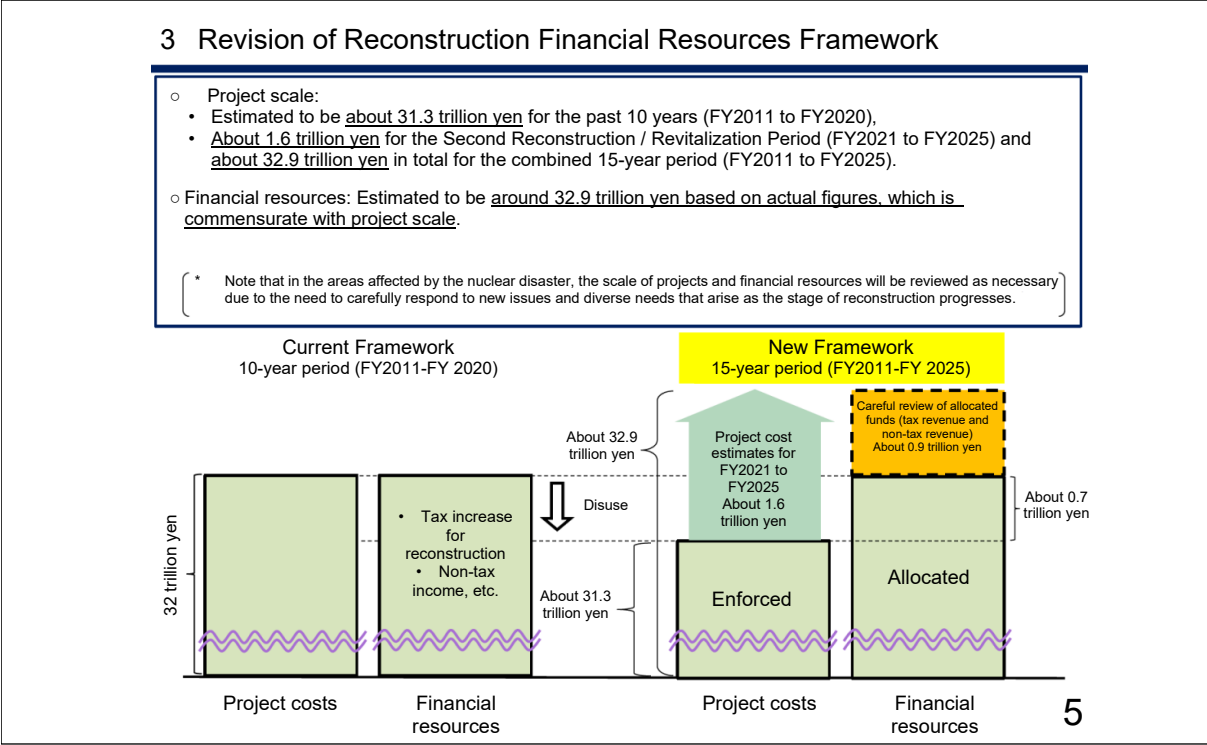 3 Revision of Reconstruction Financial Resources Framework
○ Project scale:
• Estimated to be about 31.3 trillion yen for the past 10 years (FY2011 to FY2020),
• About 1.6 trillion yen for the Second Reconstruction / Revitalization Period (FY2021 to FY2025) and
about 32.9 trillion yen in total for the combined 15-year period (FY2011 to FY2025).
○ Financial resources: Estimated to be around 32.9 trillion yen based on actual figures, which is
commensurate with project scale.
* Note that in the areas affected by the nuclear disaster, the scale of projects and financial resources will be reviewed as necessary
due to the need to carefully respond to new issues and diverse needs that arise as the stage of reconstruction progresses.
Current Framework
10-year period (FY2011-FY 2020)
New Framework
15-year period (FY2011-FY 2025)
32 trillion yen
• Tax increase
for
reconstruction
• Non-tax
income, etc.
Disuse
About 32.9
trillion yen
About 31.3
trillion yen
Project cost
estimates for
FY2021 to
FY2025
About 1.6
trillion yen
Enforced
Careful review of allocated
funds (tax revenue and
non-tax revenue)
About 0.9 trillion yen
Allocated
About 0.7
trillion yen
Project costs
Financial
resources
Project costs
Financial
resources
5